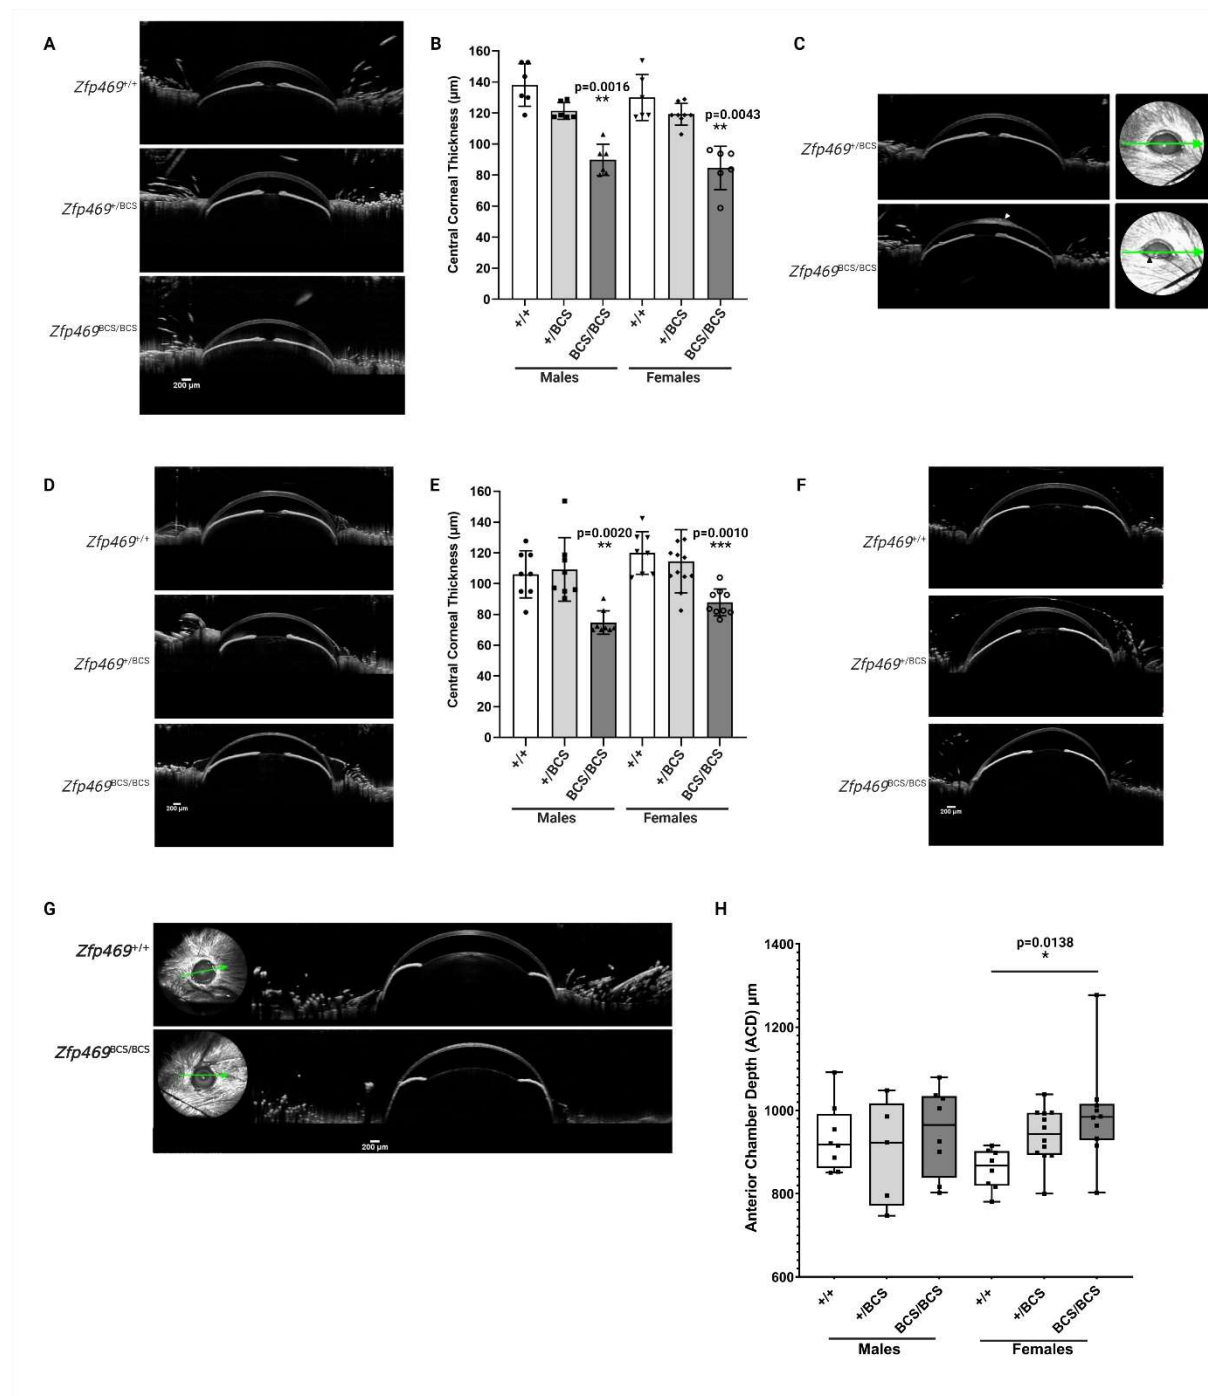 A
Zfp469+/+
Zfp469+/BCS
Zfp469BCS/BCS
200 µm
B
Central Corneal Thickness (µm)
160
140
120
100
80
60
40
20
0
p=0.0016
**
p=0.0043
**
+/+
+/BCS
BCS/BCS
+/+
+/BCS
BCS/BCS
Males
Females
C
Zfp469+/BCS
Zfp469BCS/BCS
D
Zfp469+/+
Zfp469+/BCS
Zfp469BCS/BCS
200 µm
E
Central Corneal Thickness (µm)
160
140
120
100
80
60
40
20
0
p=0.0020
**
p=0.0010
***
+/+
+/BCS
BCS/BCS
+/+
+/BCS
BCS/BCS
Males
Females
F
Zfp469+/+
Zfp469+/BCS
Zfp469BCS/BCS
200 µm
G
Zfp469+/+
Zfp469BCS/BCS
200 µm
H
Anterior Chamber Depth (ACD) µm
1400
1200
1000
800
600
p=0.0138
*
+/+
+/BCS
BCS/BCS
+/+
+/BCS
BCS/BCS
Males
Females